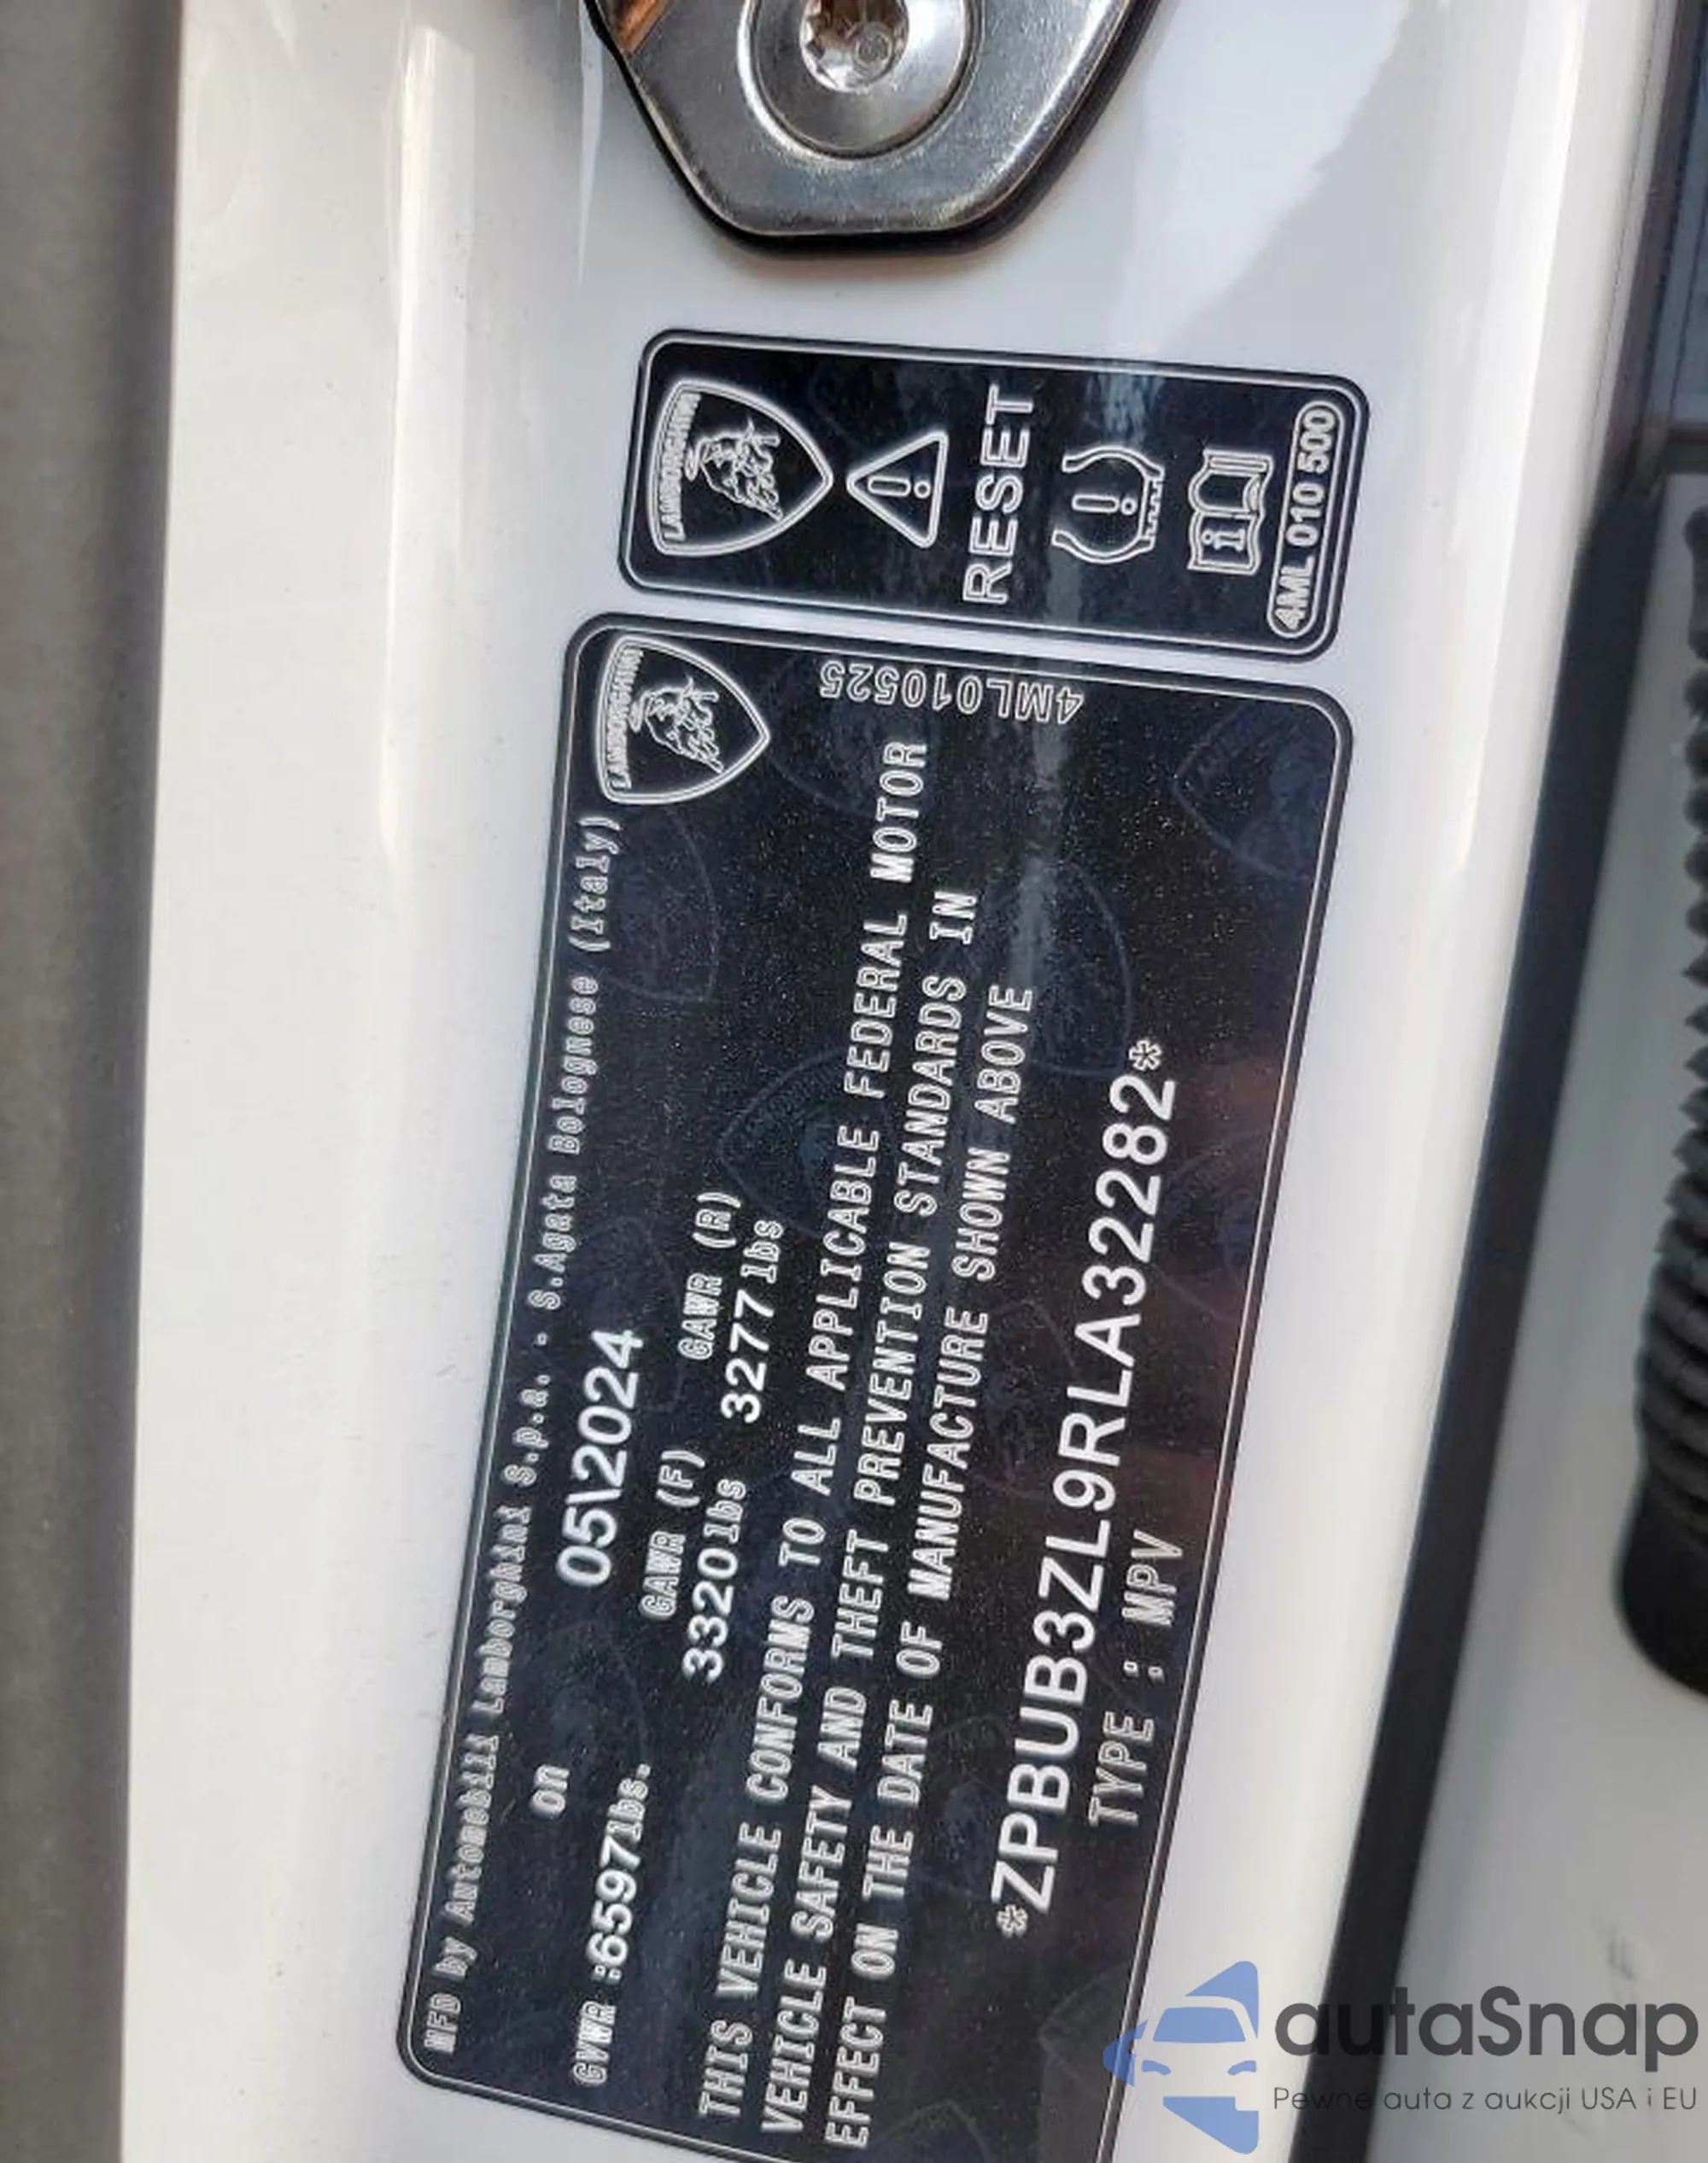 LAMBORGHINI
RESET
i
4ML 010 500
LAMBORGHINI
4ML010525
MFD by Automobili Lamborghini S.p.a. - S.Agata Bolognese (Italy)
on 05\2024
GVWR :6597lbs. GAWR (F) GAWR (R)
3320lbs 3277lbs
THIS VEHICLE CONFORMS TO ALL APPLICABLE FEDERAL MOTOR
VEHICLE SAFETY AND THEFT PREVENTION STANDARDS IN
EFFECT ON THE DATE OF MANUFACTURE SHOWN ABOVE
*ZPBUB3ZL9RLA32282*
TYPE : MPV
autaSnap
Pewne auta z aukcji USA i EU